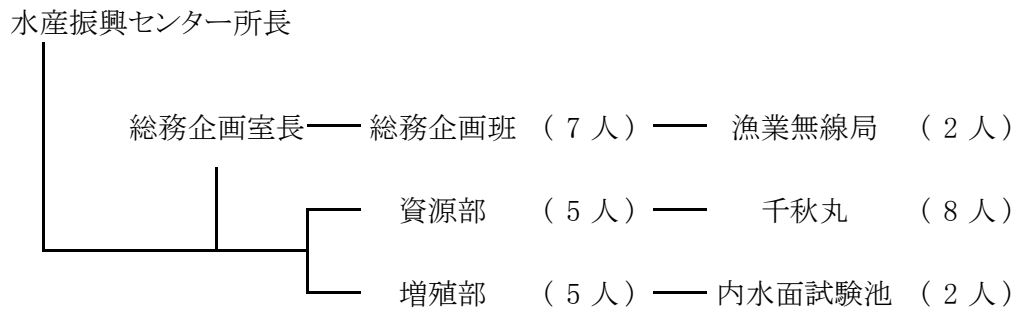 水産振興センター所長
総務企画室長 総務企画班 (7人) 漁業無線局 (2人)
資源部 (5人) 千秋丸 (8人)
増殖部 (5人) 内水面試験池 (2人)